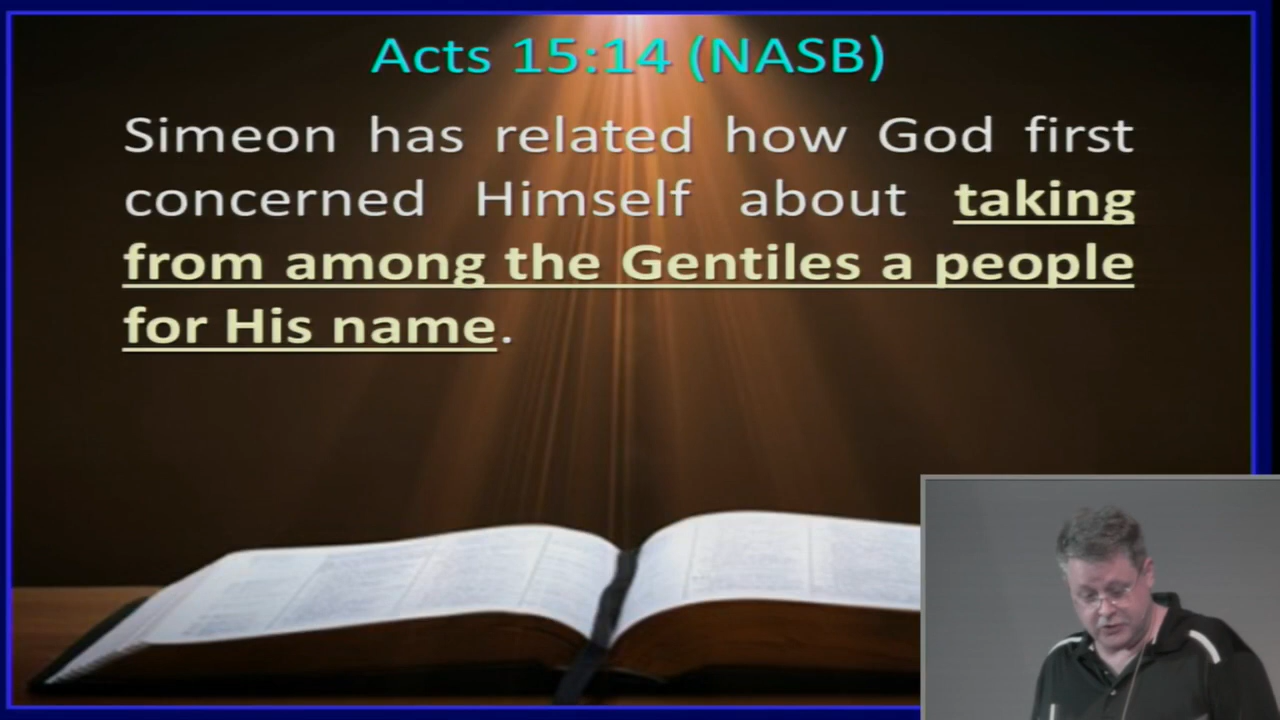 Acts 15:14 (NASB)
Simeon has related how God first
concerned Himself about taking
from among the Gentiles a people
for His name.